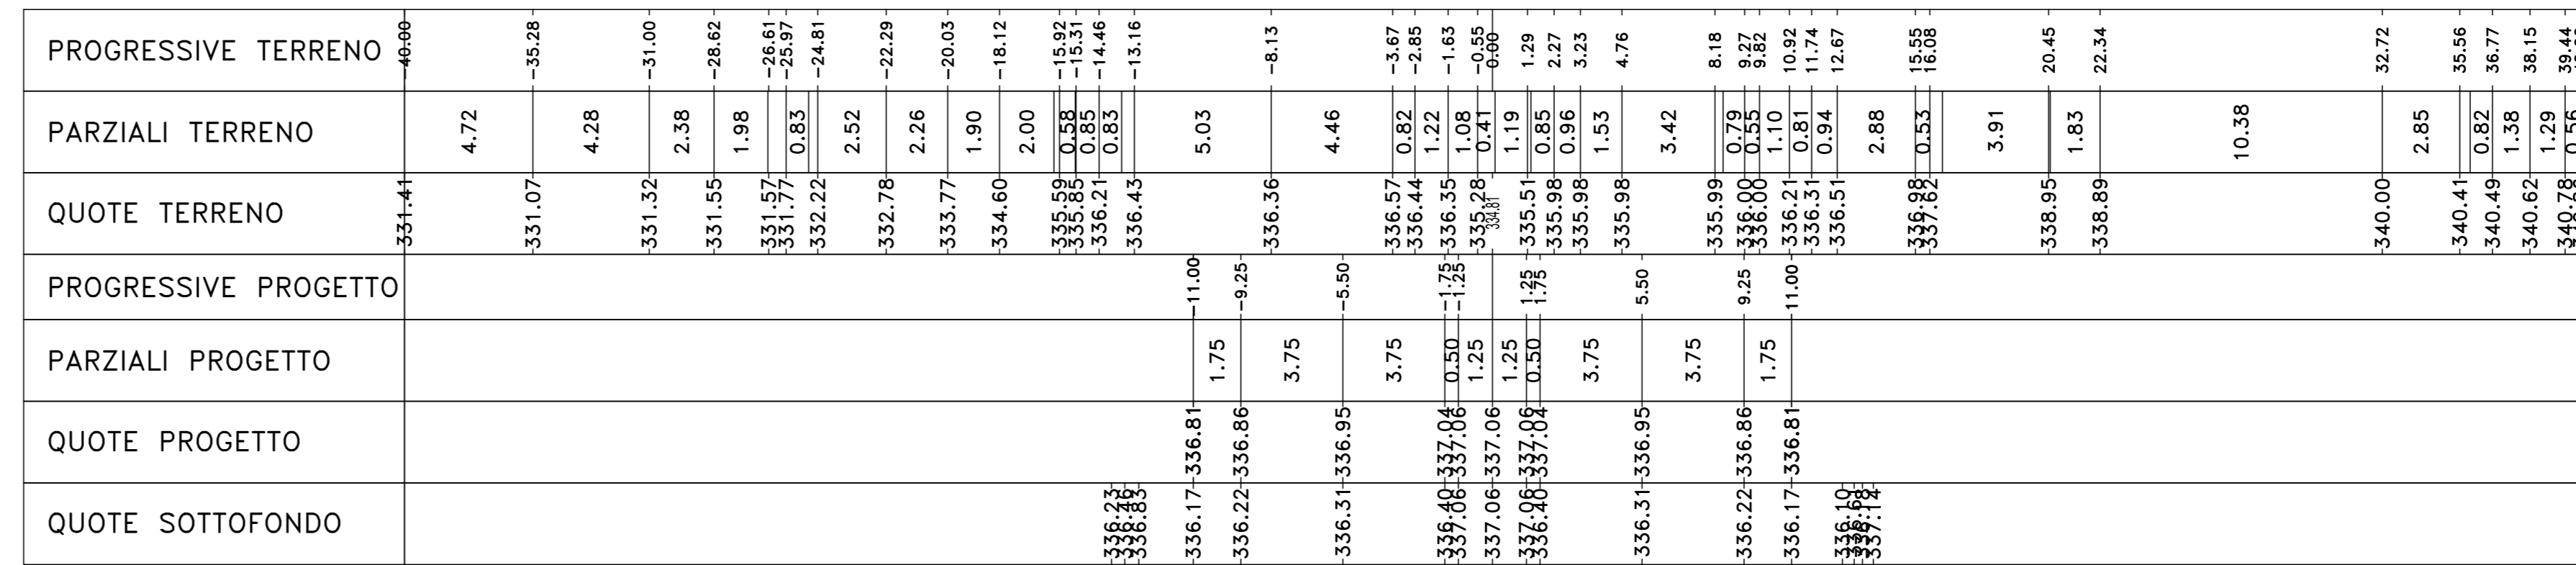 PROGRESSIVE TERRENO -40.00 -35.28 -31.00 -28.62 -26.61 -25.97 -24.81 -22.29 -20.03 -18.12 -15.92 -15.31 -14.46 -13.16 -8.13 -3.67 -2.85 -1.63 -0.55 0.00 1.29 2.27 3.23 4.76 8.18 9.27 9.82 10.92 11.74 12.67 15.55 16.08 20.45 22.34 32.72 35.56 36.77 38.15 39.44
PARZIALI TERRENO 4.72 4.28 2.38 1.98 0.83 2.52 2.26 1.90 2.00 0.58 0.85 0.83 5.03 4.46 0.82 1.22 1.08 0.41 1.19 0.85 0.96 1.53 3.42 0.79 0.55 1.10 0.81 0.94 2.88 0.53 3.91 1.83 10.38 2.85 0.82 1.38 1.29 0.56
QUOTE TERRENO 331.41 331.07 331.32 331.55 331.57 331.77 332.22 332.78 333.77 334.60 335.59 335.85 336.21 336.43 336.36 336.57 336.44 336.35 335.28 334.81 335.51 335.98 335.98 335.98 335.99 336.00 336.00 336.21 336.31 336.51 336.98 337.62 338.95 338.89 340.00 340.41 340.49 340.62 340.78
PROGRESSIVE PROGETTO -11.00 -9.25 -5.50 -1.75 -1.25 1.25 1.75 5.50 9.25 11.00
PARZIALI PROGETTO 1.75 3.75 3.75 0.50 1.25 1.25 0.50 3.75 3.75 1.75
QUOTE PROGETTO 336.81 336.86 336.95 337.04 337.06 337.06 337.06 337.04 336.95 336.86 336.81
QUOTE SOTTOFONDO 336.23 336.46 336.83 336.17 336.22 336.31 336.40 337.06 337.06 337.06 336.40 336.31 336.22 336.17 336.10 337.14